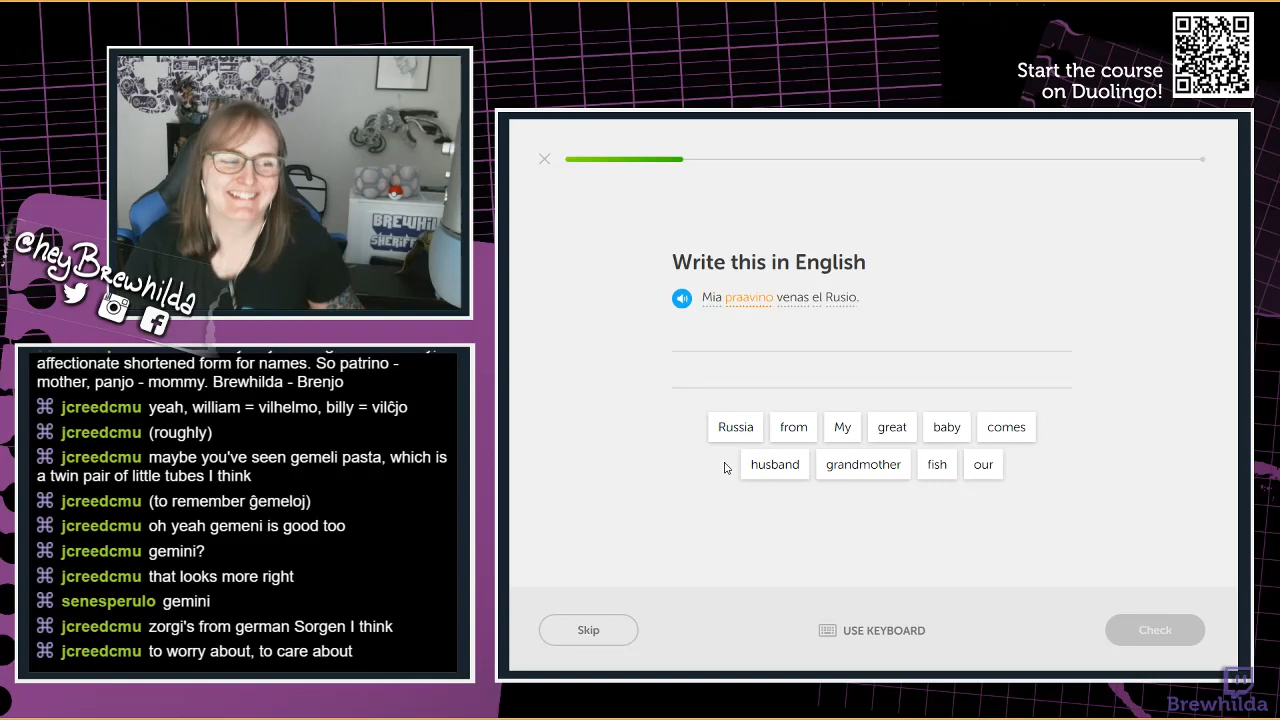 Start the course
on Duolingo!
BREWHIL
SHERIFF
@heyBrewhilda
affectionate shortened form for names. So patrino -
mother, panjo - mommy. Brewhilda - Brenjo
jcreedcmu yeah, william = vilhelmo, billy = vilĉjo
jcreedcmu (roughly)
jcreedcmu maybe you've seen gemeli pasta, which is
a twin pair of little tubes I think
jcreedcmu (to remember ĝemeloj)
jcreedcmu oh yeah gemeni is good too
jcreedcmu gemini?
jcreedcmu that looks more right
senesperulo gemini
jcreedcmu zorgi's from german Sorgen I think
jcreedcmu to worry about, to care about
Write this in English
Mia praavino venas el Rusio.
Russia from My great baby comes
husband grandmother fish our
Skip
USE KEYBOARD
Check
Brewhilda